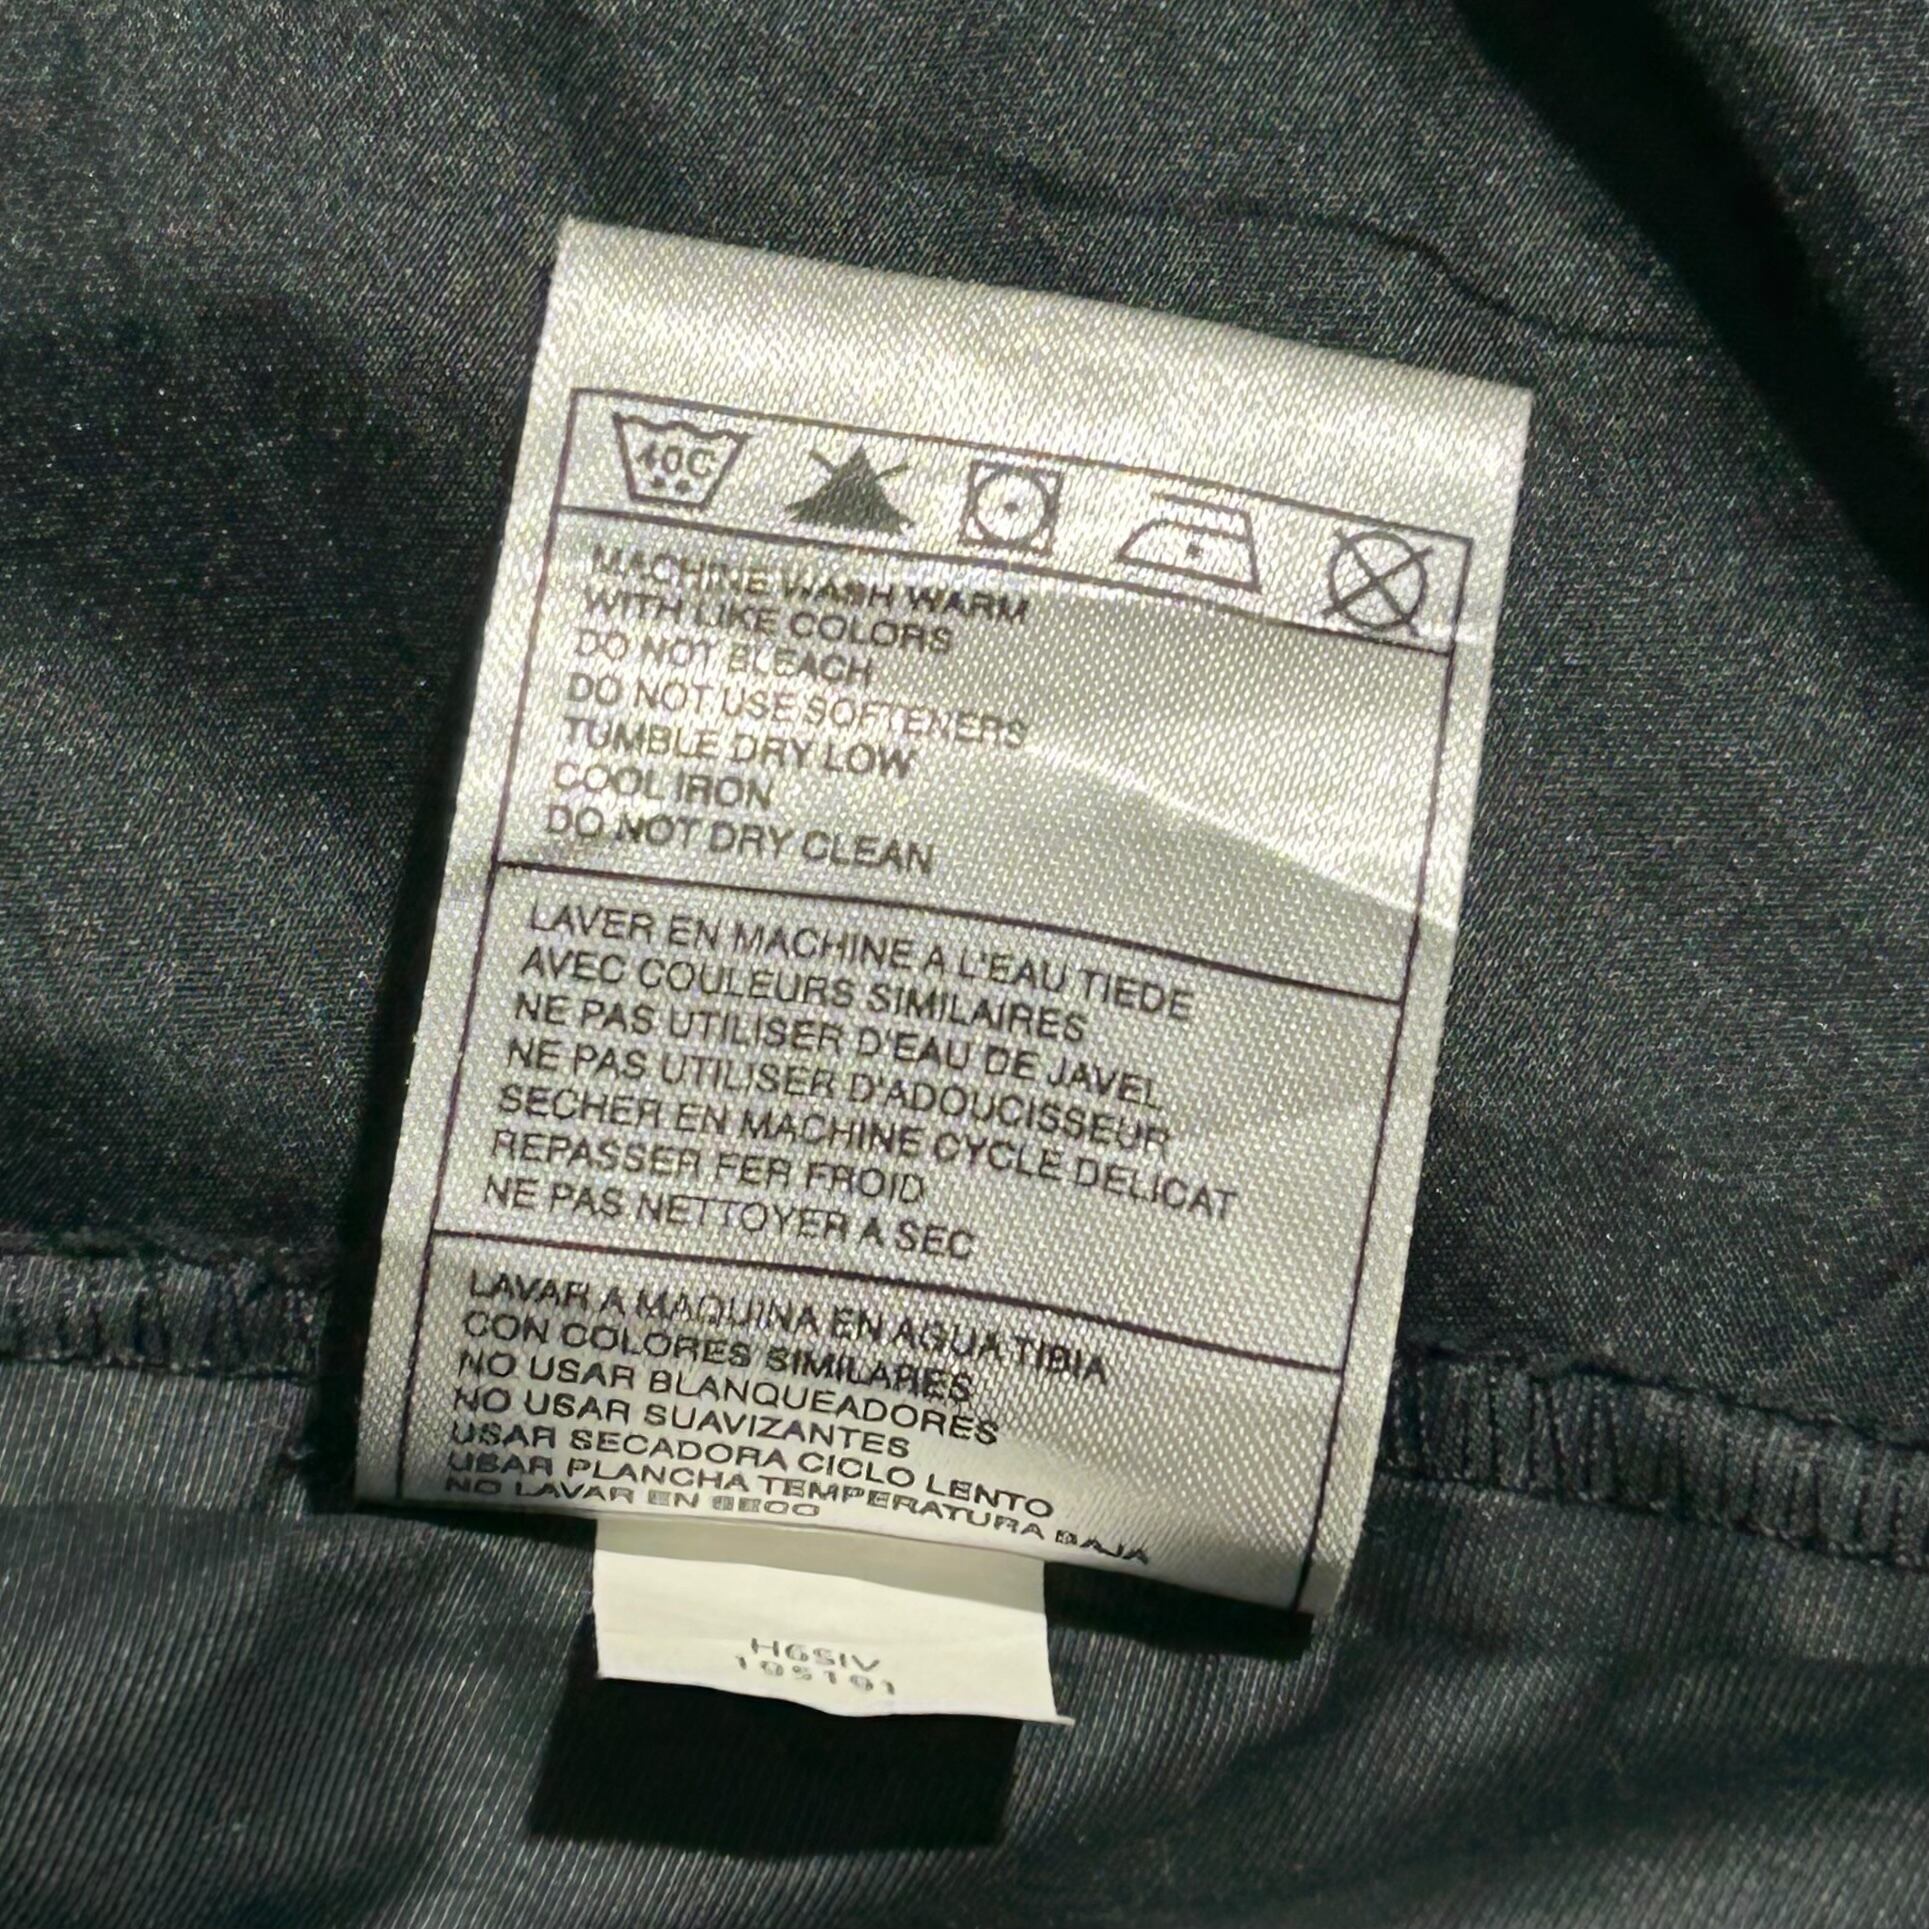 40C
MACHINE WASH WARM
WITH LIKE COLORS
DO NOT BLEACH
DO NOT USE SOFTENERS
TUMBLE DRY LOW
COOL IRON
DO NOT DRY CLEAN
LAVER EN MACHINE A L'EAU TIEDE
AVEC COULEURS SIMILAIRES
NE PAS UTILISER D'EAU DE JAVEL
NE PAS UTILISER D'ADOUCISSEUR
SECHER EN MACHINE CYCLE DELICAT
REPASSER FER FROID
NE PAS NETTOYER A SEC
LAVAR A MAQUINA EN AGUA TIBIA
CON COLORES SIMILARES
NO USAR BLANQUEADORES
NO USAR SUAVIZANTES
USAR SECADORA CICLO LENTO
USAR PLANCHA TEMPERATURA BAJA
NO LAVAR EN SECO